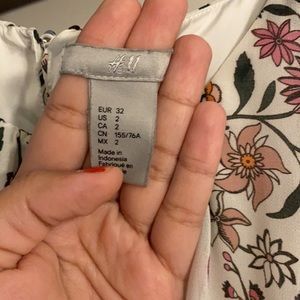 H&M
EUR 32
US 2
CA 2
CN 155/76A
MX 2
Made in
Indonesia
Fabriqué en